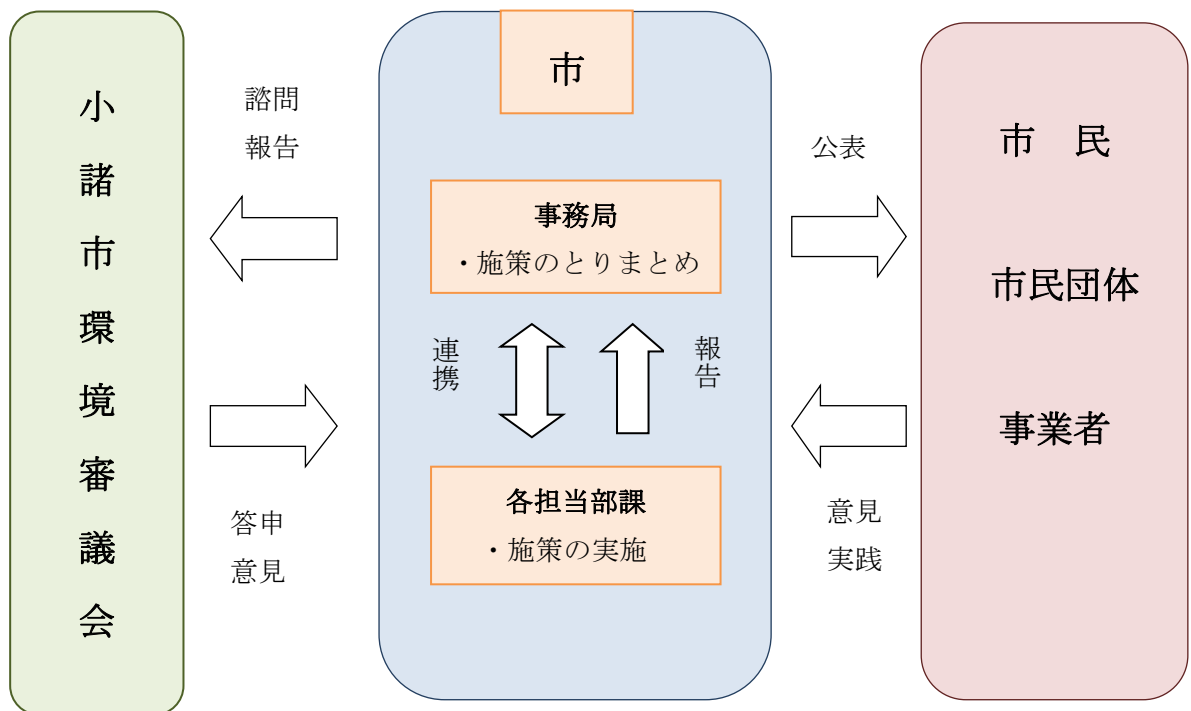 小諸市環境審議会
諮問
報告
答申
意見
市
事務局
・施策のとりまとめ
連携
報告
各担当部課
・施策の実施
公表
意見
実践
市　民
市民団体
事業者